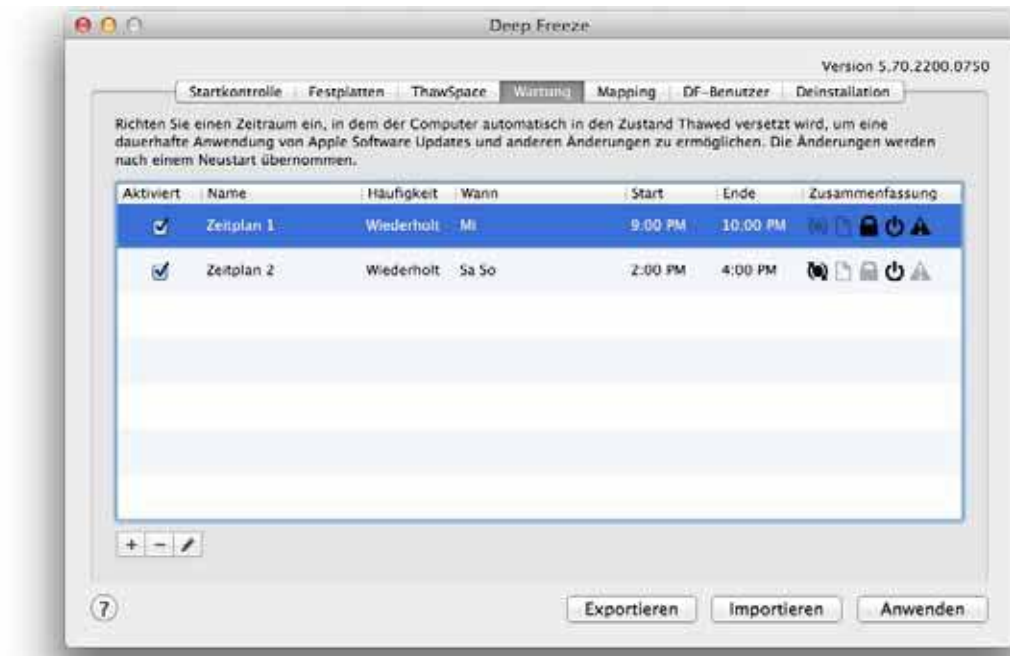 Deep Freeze
Version 5.70.2200.0750
Startkontrolle Festplatten ThawSpace Wartung Mapping DF-Benutzer Deinstallation
Richten Sie einen Zeitraum ein, in dem der Computer automatisch in den Zustand Thawed versetzt wird, um eine
dauerhafte Anwendung von Apple Software Updates und anderen Änderungen zu ermöglichen. Die Änderungen werden
nach einem Neustart übernommen.
Aktiviert Name Häufigkeit Wann Start Ende Zusammenfassung
Zeitplan 1 Wiederholt Mi 9:00 PM 10:00 PM
Zeitplan 2 Wiederholt Sa So 2:00 PM 4:00 PM
+ -
? Exportieren Importieren Anwenden